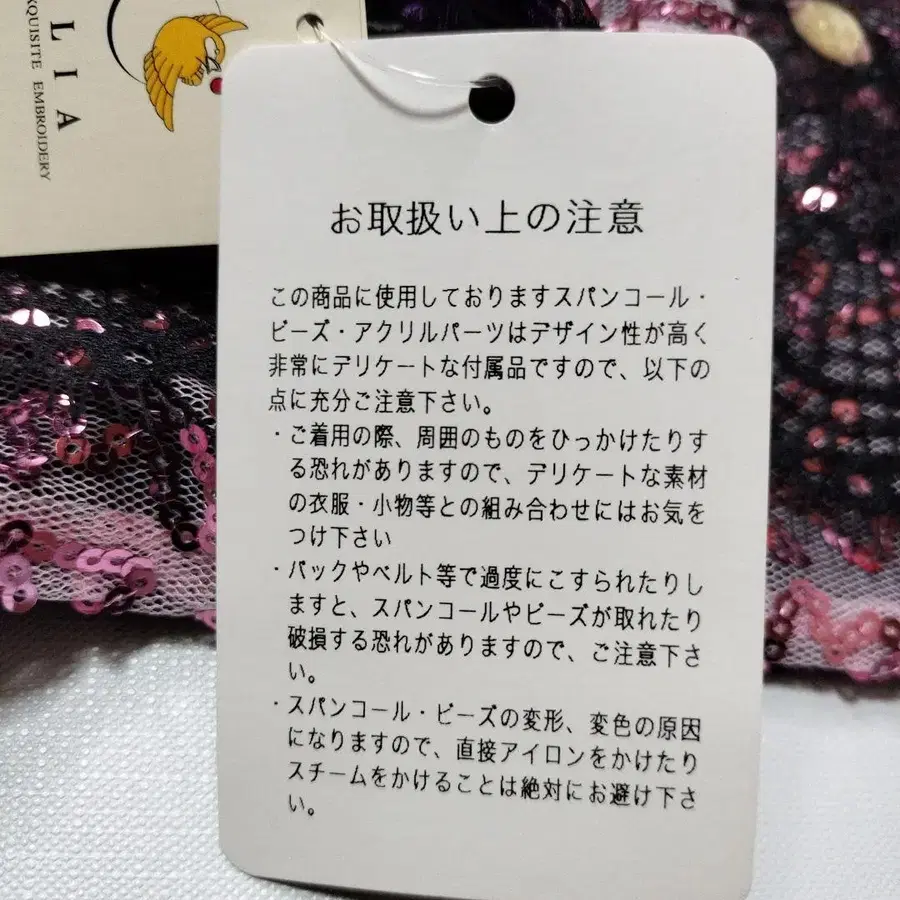 LIA
EXQUISITE EMBROIDERY
お取扱い上の注意
この商品に使用しておりますスパンコール・
ビーズ・アクリルパーツはデザイン性が高く
非常にデリケートな付属品ですので、以下の
点に充分ご注意下さい。
・ご着用の際、周囲のものをひっかけたりす
る恐れがありますので、デリケートな素材
の衣服・小物等との組み合わせにはお気を
つけ下さい
・バックやベルト等で過度にこすられたりし
ますと、スパンコールやビーズが取れたり
破損する恐れがありますので、ご注意下さ
い。
・スパンコール・ビーズの変形、変色の原因
になりますので、直接アイロンをかけたり
スチームをかけることは絶対にお避け下さ
い。